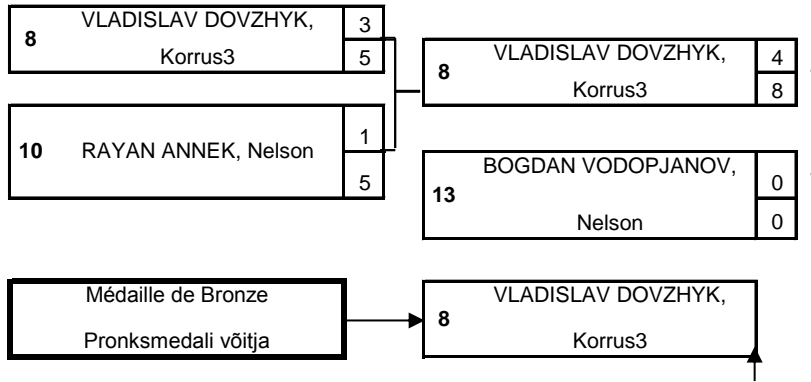 8 VLADISLAV DOVZHYK, Korrus3 3 5
10 RAYAN ANNEK, Nelson 1 5
8 VLADISLAV DOVZHYK, Korrus3 4 8
13 BOGDAN VODOPJANOV, Nelson 0 0
Médaille de Bronze
Pronksmedali võitja
8 VLADISLAV DOVZHYK, Korrus3